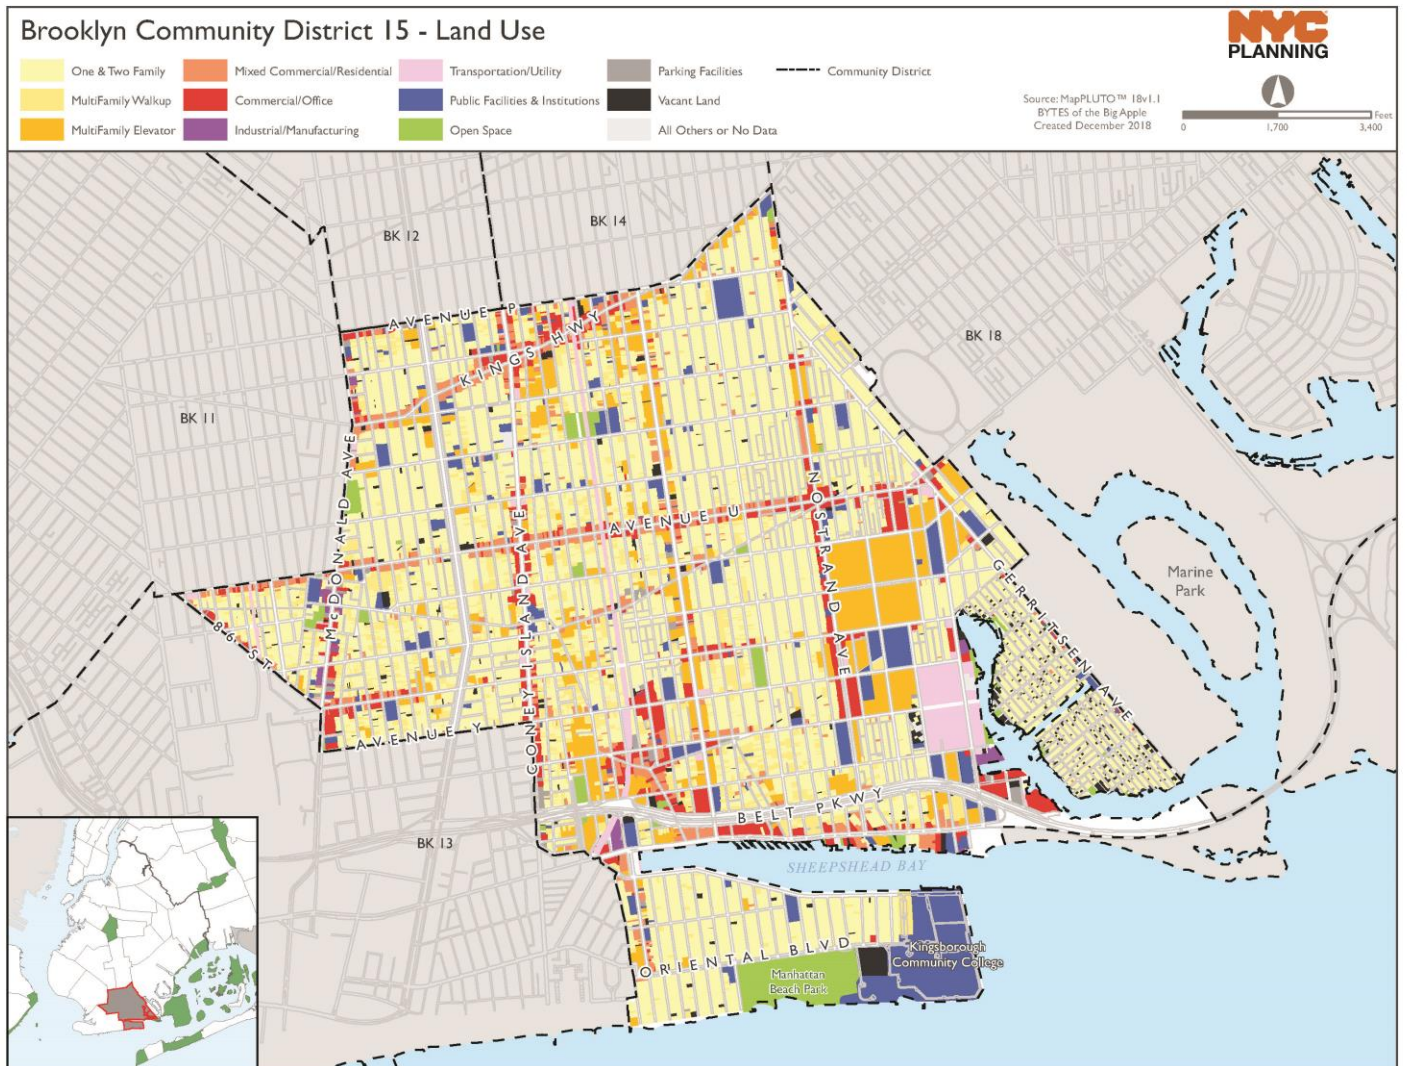 Brooklyn Community District 15 - Land Use
NYC
PLANNING
One & Two Family
MultiFamily Walkup
MultiFamily Elevator
Mixed Commercial/Residential
Commercial/Office
Industrial/Manufacturing
Transportation/Utility
Public Facilities & Institutions
Open Space
Parking Facilities
Vacant Land
All Others or No Data
Community District
Source: MapPLUTO™ 18v1.1
BYTES of the Big Apple
Created December 2018
Feet
0 1,700 3,400
BK 12
BK 14
BK 18
BK 11
BK 13
AVENUE P
KINGS HWY
McDONALD AVE
AVENUE U
NOSTRAND AVE
CONEY ISLAND AVE
GERRITSEN AVE
86 ST
AVENUE Y
BELT PKWY
Marine
Park
SHEEPSHEAD BAY
ORIENTAL BLVD
Manhattan
Beach Park
Kingsborough
Community College